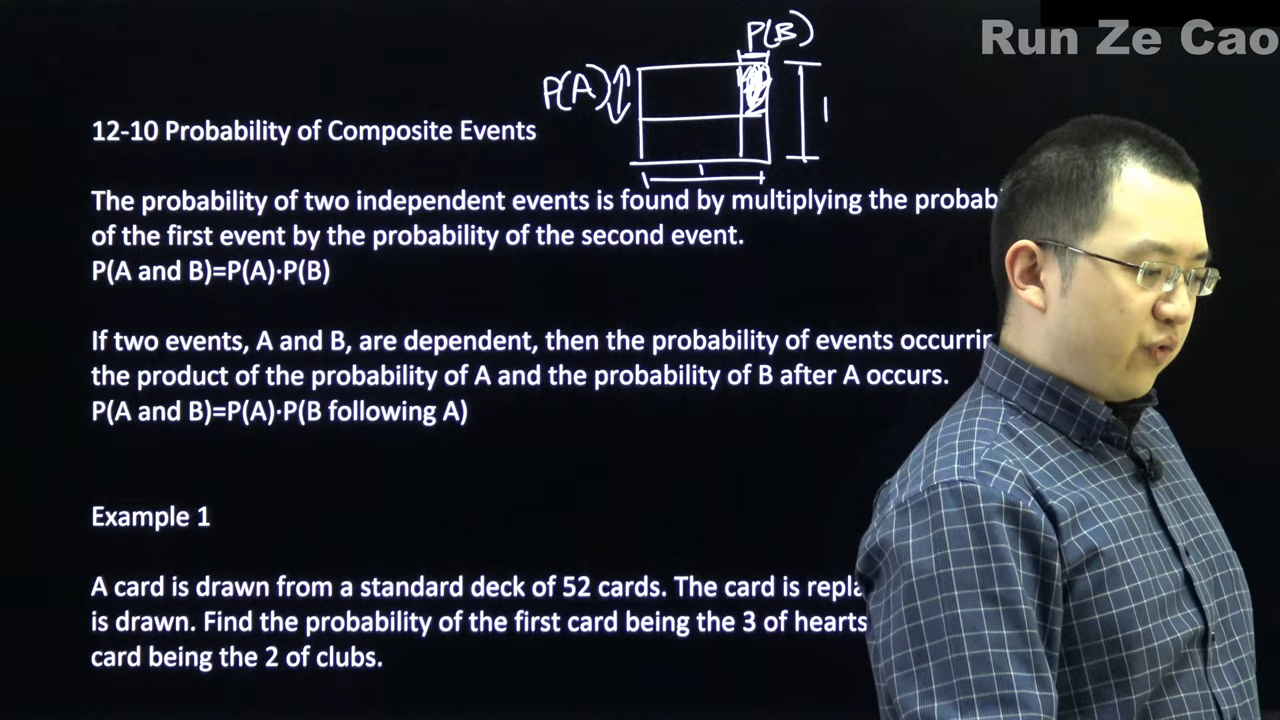 Run Ze Cao
P(B)
P(A)
1
1
12-10 Probability of Composite Events
The probability of two independent events is found by multiplying the probab
of the first event by the probability of the second event.
P(A and B)=P(A)·P(B)
If two events, A and B, are dependent, then the probability of events occurrin
the product of the probability of A and the probability of B after A occurs.
P(A and B)=P(A)·P(B following A)
Example 1
A card is drawn from a standard deck of 52 cards. The card is repla
is drawn. Find the probability of the first card being the 3 of hearts
card being the 2 of clubs.